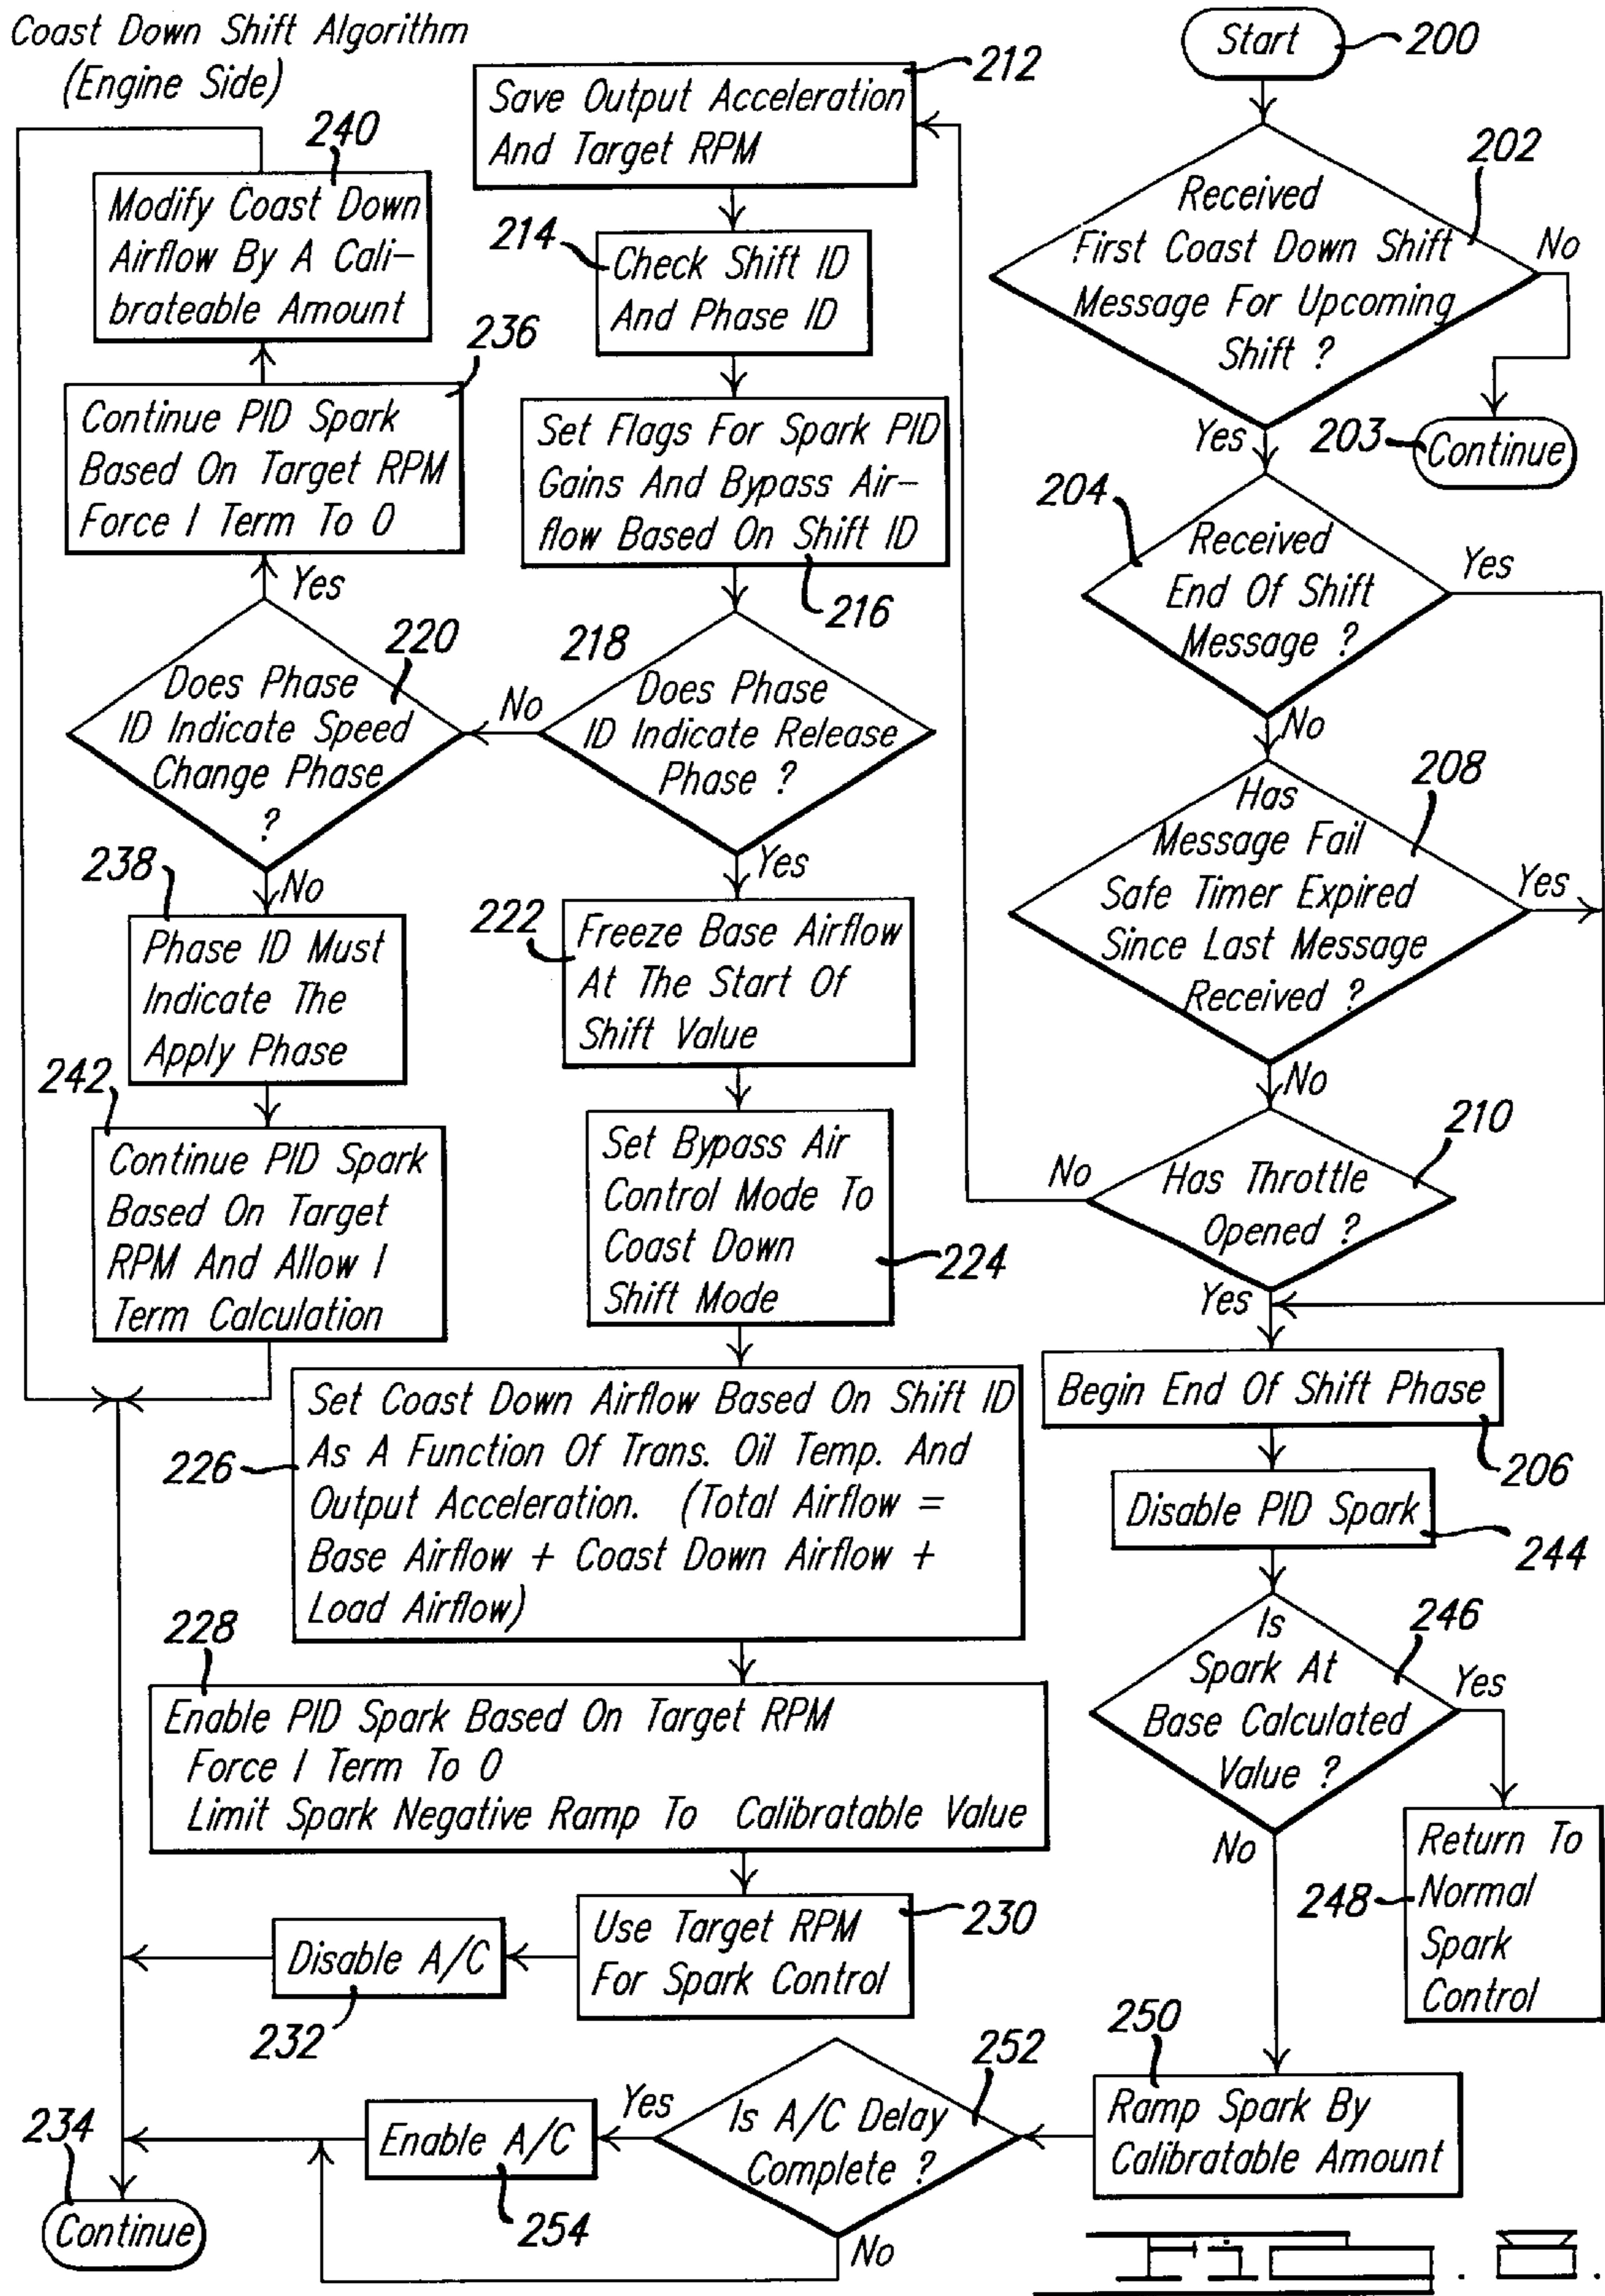 Coast Down Shift Algorithm
(Engine Side)
Start
200
Received
First Coast Down Shift
Message For Upcoming
Shift ?
202
No
Yes
203
Continue
204
Received
End Of Shift
Message ?
Yes
No
208
Has
Message Fail
Safe Timer Expired
Since Last Message
Received ?
Yes
No
210
Has Throttle
Opened ?
No
Yes
Begin End Of Shift Phase
206
Disable PID Spark
244
Is
Spark At
Base Calculated
Value ?
246
Yes
No
248
Return To
Normal
Spark
Control
250
Ramp Spark By
Calibratable Amount
252
Is A/C Delay
Complete ?
Yes
No
Enable A/C
254
212
Save Output Acceleration
And Target RPM
214
Check Shift ID
And Phase ID
Set Flags For Spark PID
Gains And Bypass Air-
flow Based On Shift ID
216
218
Does Phase
ID Indicate Release
Phase ?
No
Yes
222
Freeze Base Airflow
At The Start Of
Shift Value
Set Bypass Air
Control Mode To
Coast Down
Shift Mode
224
226
Set Coast Down Airflow Based On Shift ID
As A Function Of Trans. Oil Temp. And
Output Acceleration. (Total Airflow =
Base Airflow + Coast Down Airflow +
Load Airflow)
228
Enable PID Spark Based On Target RPM
Force I Term To 0
Limit Spark Negative Ramp To Calibratable Value
230
Use Target RPM
For Spark Control
Disable A/C
232
220
Does Phase
ID Indicate Speed
Change Phase
?
Yes
No
236
Continue PID Spark
Based On Target RPM
Force I Term To 0
240
Modify Coast Down
Airflow By A Cali-
brateable Amount
238
Phase ID Must
Indicate The
Apply Phase
242
Continue PID Spark
Based On Target
RPM And Allow I
Term Calculation
234
Continue